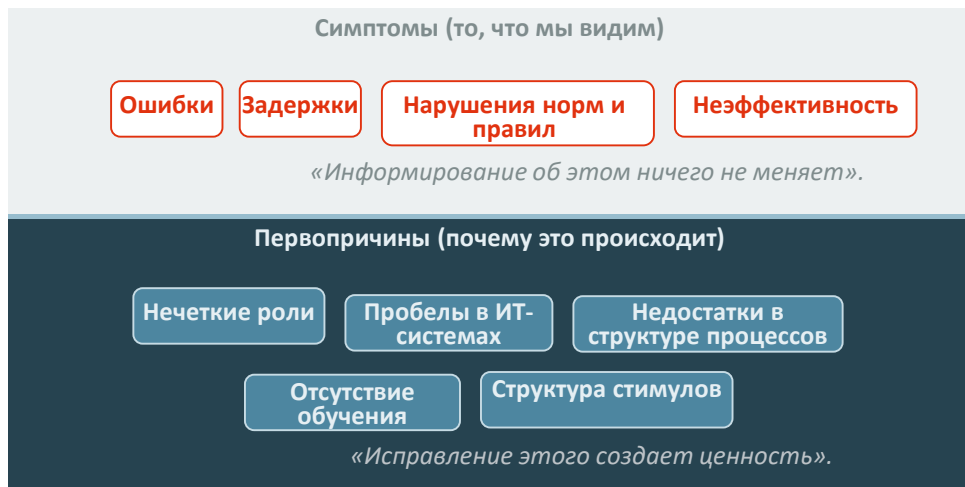 Симптомы (то, что мы видим)
Ошибки
Задержки
Нарушения норм и
правил
Неэффективность
«Информирование об этом ничего не меняет».
Первопричины (почему это происходит)
Нечеткие роли
Пробелы в ИТ-
системах
Недостатки в
структуре процессов
Отсутствие
обучения
Структура стимулов
«Исправление этого создает ценность».